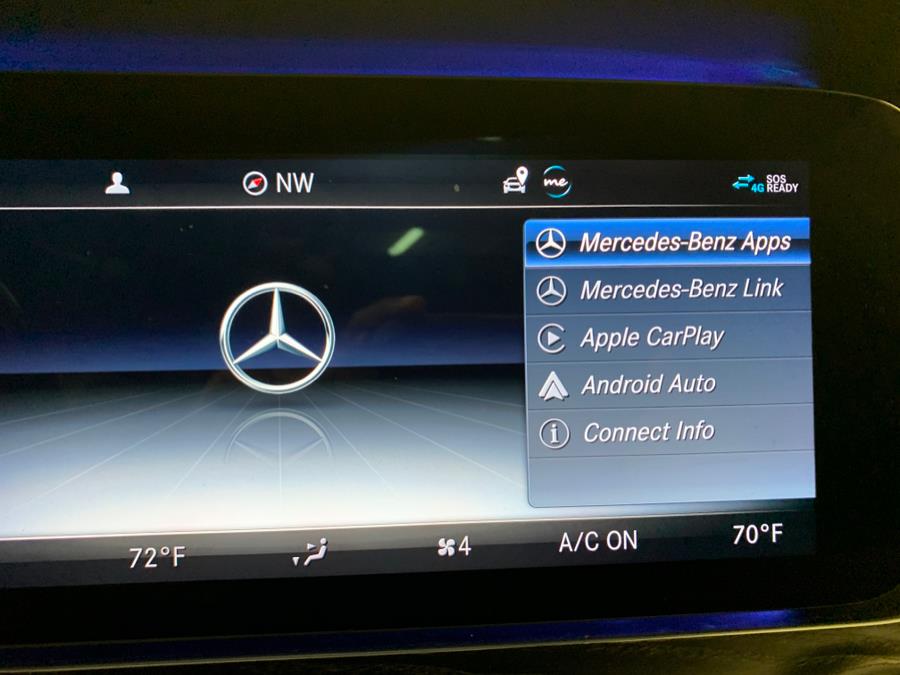 NW
me
4G SOS READY
Mercedes-Benz Apps
Mercedes-Benz Link
Apple CarPlay
Android Auto
Connect Info
72°F
4
A/C ON
70°F